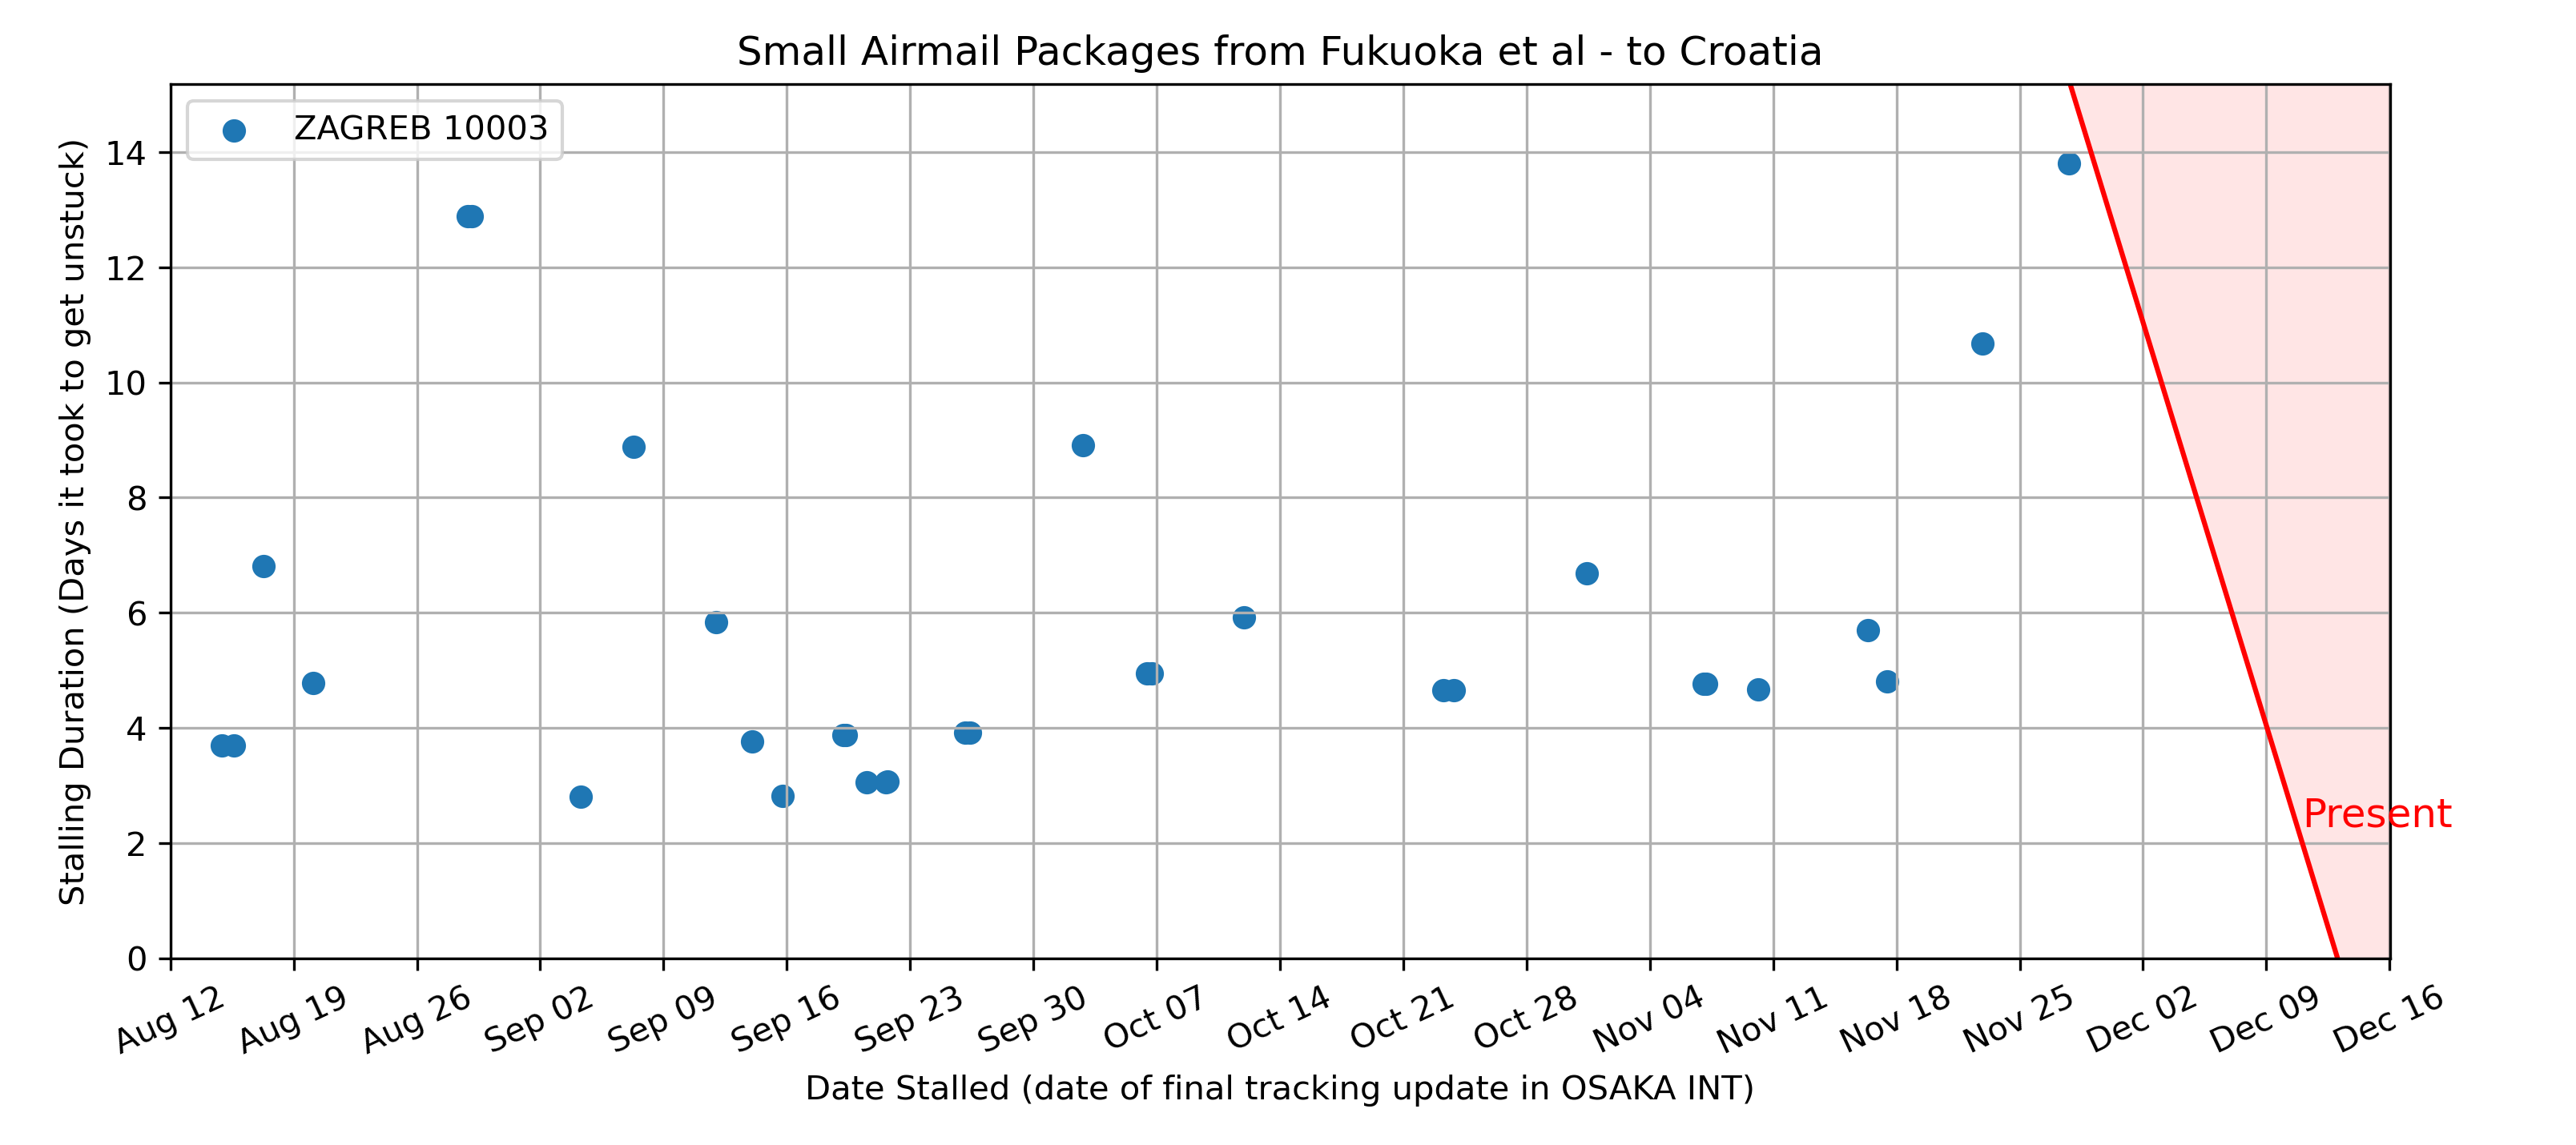 Small Airmail Packages from Fukuoka et al - to Croatia
ZAGREB 10003
Stalling Duration (Days it took to get unstuck)
14
12
10
8
6
4
2
0
Present
Aug 12
Aug 19
Aug 26
Sep 02
Sep 09
Sep 16
Sep 23
Sep 30
Oct 07
Oct 14
Oct 21
Oct 28
Nov 04
Nov 11
Nov 18
Nov 25
Dec 02
Dec 09
Dec 16
Date Stalled (date of final tracking update in OSAKA INT)